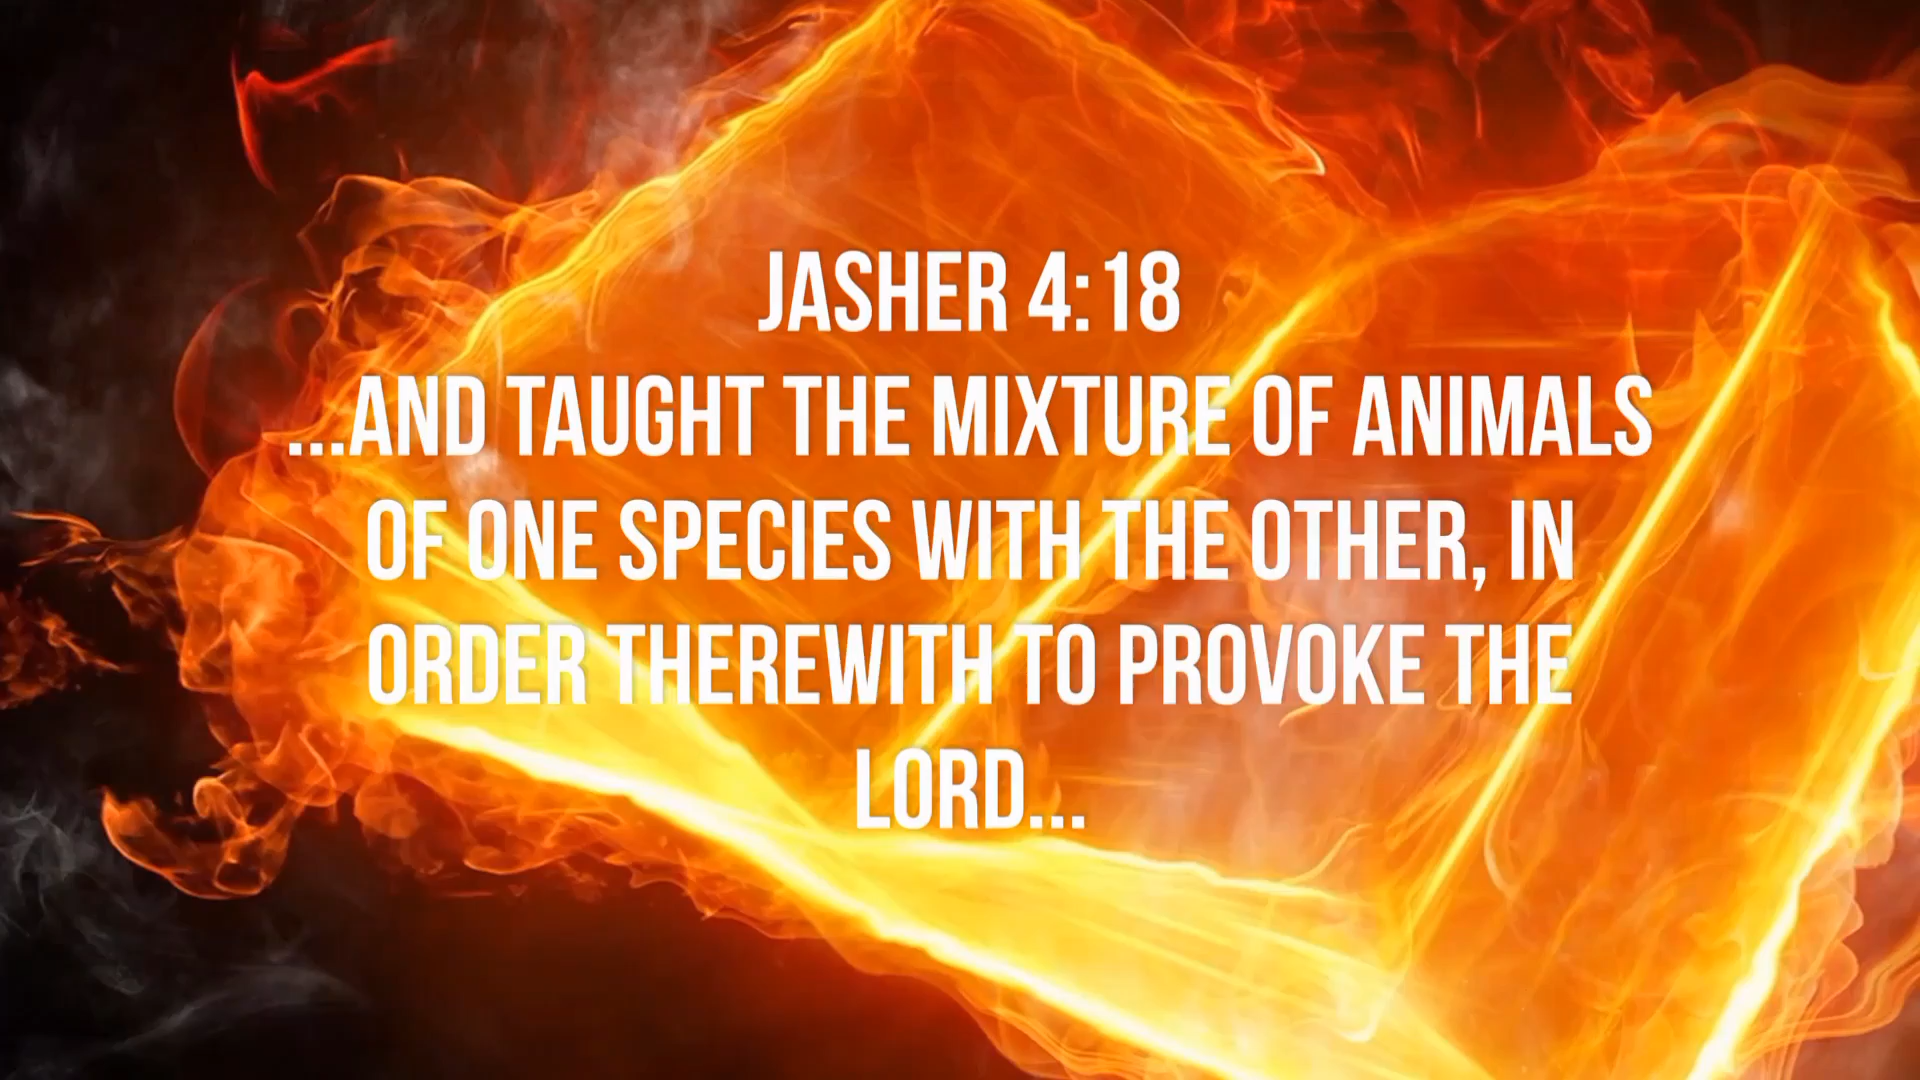 JASHER 4:18
...AND TAUGHT THE MIXTURE OF ANIMALS
OF ONE SPECIES WITH THE OTHER, IN
ORDER THEREWITH TO PROVOKE THE
LORD...